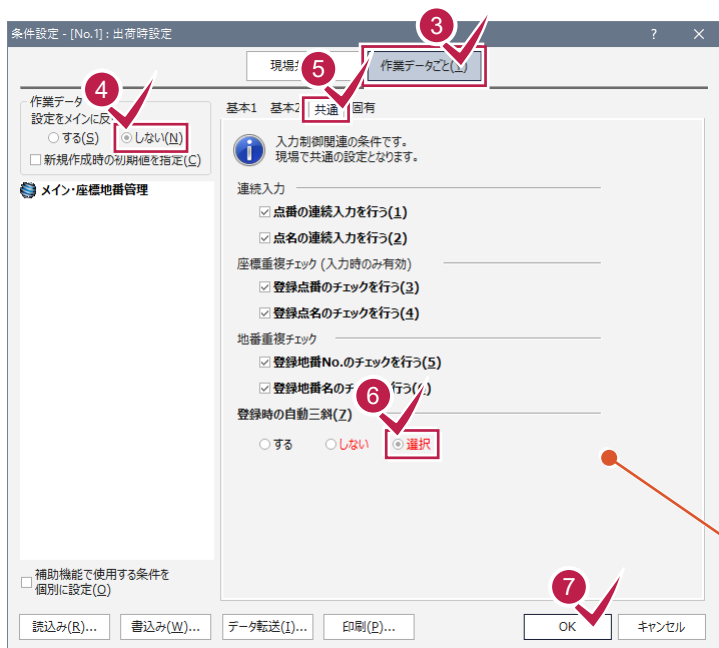 条件設定 - [No.1] : 出荷時設定 ? ×
3
現場 作業データごと(
5
4
作業データ
設定をメインに反
する(S) しない(N)
新規作成時の初期値を指定(C)
メイン・座標地番管理
基本1 基本2 共通 固有
入力制御関連の条件です。
現場で共通の設定となります。
連続入力
点番の連続入力を行う(1)
点名の連続入力を行う(2)
座標重複チェック (入力時のみ有効)
登録点番のチェックを行う(3)
登録点名のチェックを行う(4)
地番重複チェック
登録地番No.のチェックを行う(5)
登録地番名のチ 行う(
6
登録時の自動三斜(Z)
する しない 選択
補助機能で使用する条件を
個別に設定(O)
7
読込み(R)... 書込み(W)... データ転送(I)... 印刷(P)... OK キャンセル